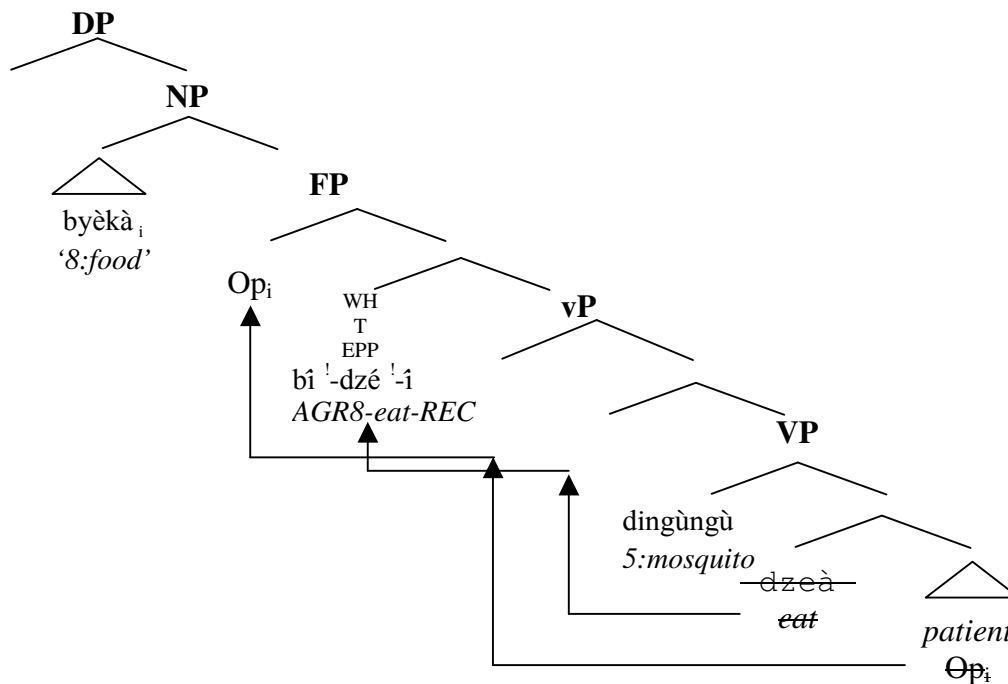 DP
NP
FP
byèkà i
‘8:food’
Opi
WH
T
EPP
vP
bî ꜝ-dzé ꜝ-î
AGR8-eat-REC
VP
dingùngù
5:mosquito
dzeà
eat
patient
Opi